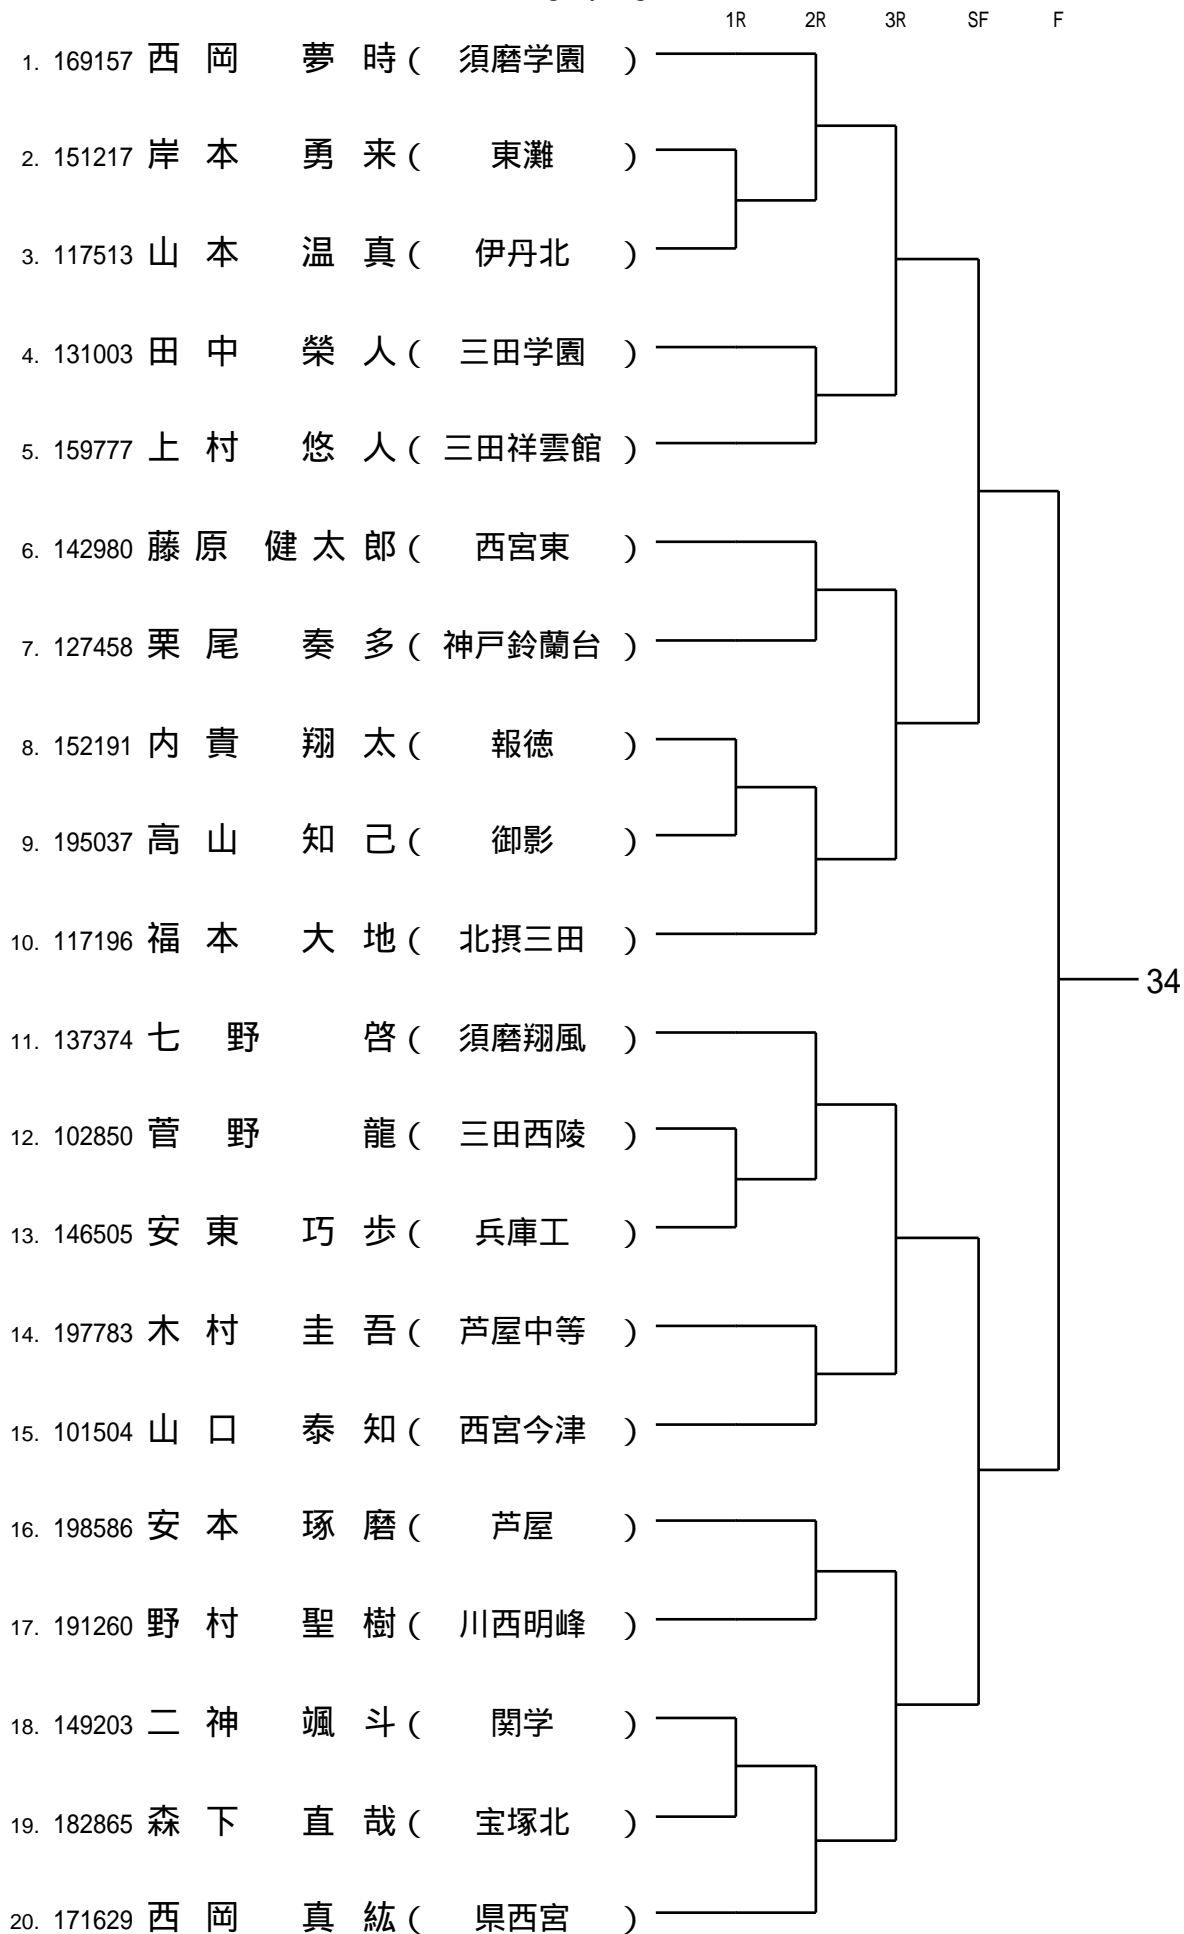 1R 2R 3R SF F
1. 169157 西岡 夢時 ( 須磨学園 )
2. 151217 岸本 勇来 ( 東灘 )
3. 117513 山本 温真 ( 伊丹北 )
4. 131003 田中 榮人 ( 三田学園 )
5. 159777 上村 悠人 ( 三田祥雲館 )
6. 142980 藤原 健太郎 ( 西宮東 )
7. 127458 栗尾 奏多 ( 神戸鈴蘭台 )
8. 152191 内貴 翔太 ( 報徳 )
9. 195037 高山 知己 ( 御影 )
10. 117196 福本 大地 ( 北摂三田 )
34
11. 137374 七野 啓 ( 須磨翔風 )
12. 102850 菅野 龍 ( 三田西陵 )
13. 146505 安東 巧歩 ( 兵庫工 )
14. 197783 木村 圭吾 ( 芦屋中等 )
15. 101504 山口 泰知 ( 西宮今津 )
16. 198586 安本 琢磨 ( 芦屋 )
17. 191260 野村 聖樹 ( 川西明峰 )
18. 149203 二神 颯斗 ( 関学 )
19. 182865 森下 直哉 ( 宝塚北 )
20. 171629 西岡 真紘 ( 県西宮 )